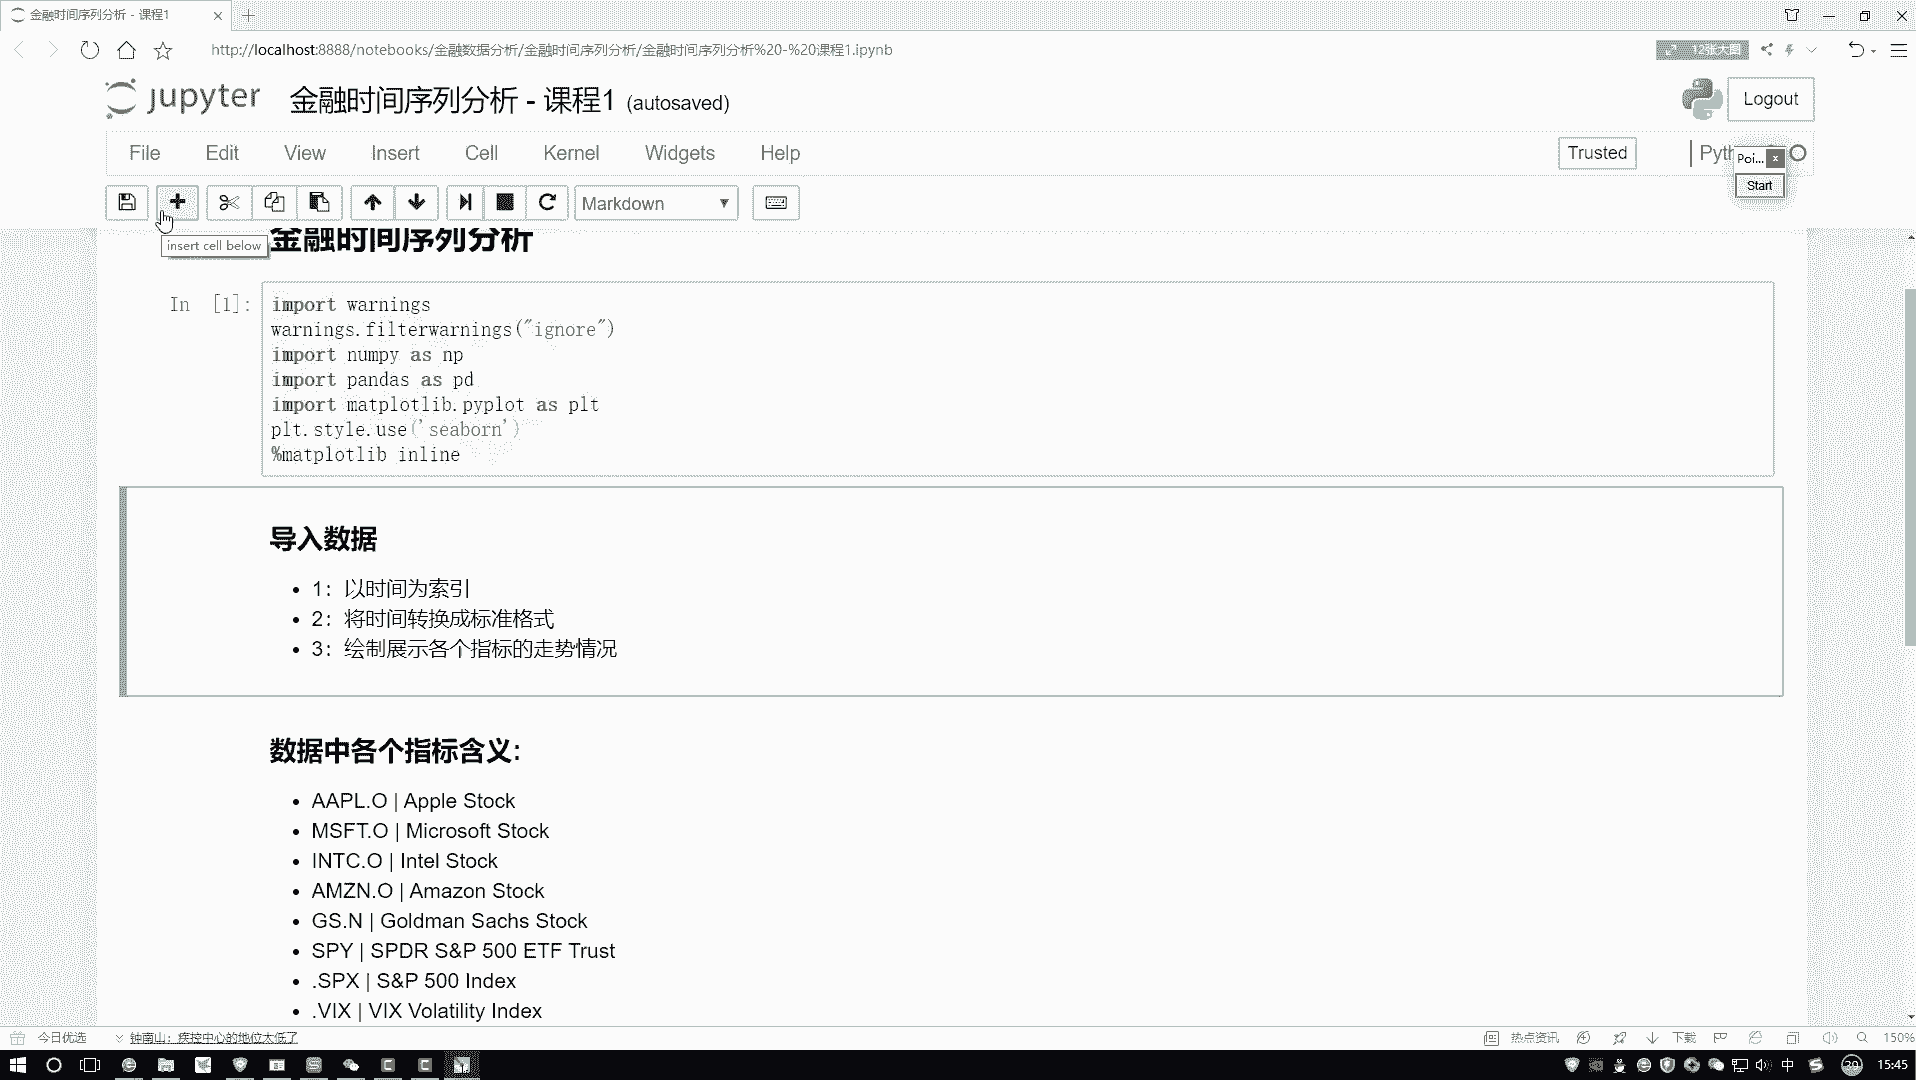 金融时间序列分析 - 课程1
http://localhost:8888/notebooks/金融数据分析/金融时间序列分析/金融时间序列分析%20-%20课程1.ipynb
12张大图
jupyter 金融时间序列分析 - 课程1 (autosaved)
Logout
File Edit View Insert Cell Kernel Widgets Help
Trusted
Poi...
Start
Markdown
insert cell below
金融时间序列分析
In [1]:
import warnings
warnings.filterwarnings("ignore")
import numpy as np
import pandas as pd
import matplotlib.pyplot as plt
plt.style.use('seaborn')
%matplotlib inline
导入数据
1：以时间为索引
2：将时间转换成标准格式
3：绘制展示各个指标的走势情况
数据中各个指标含义:
AAPL.O | Apple Stock
MSFT.O | Microsoft Stock
INTC.O | Intel Stock
AMZN.O | Amazon Stock
GS.N | Goldman Sachs Stock
SPY | SPDR S&P 500 ETF Trust
.SPX | S&P 500 Index
.VIX | VIX Volatility Index
今日优选
钟南山：疾控中心的地位太低了
热点资讯
下载
150%
中
15:45